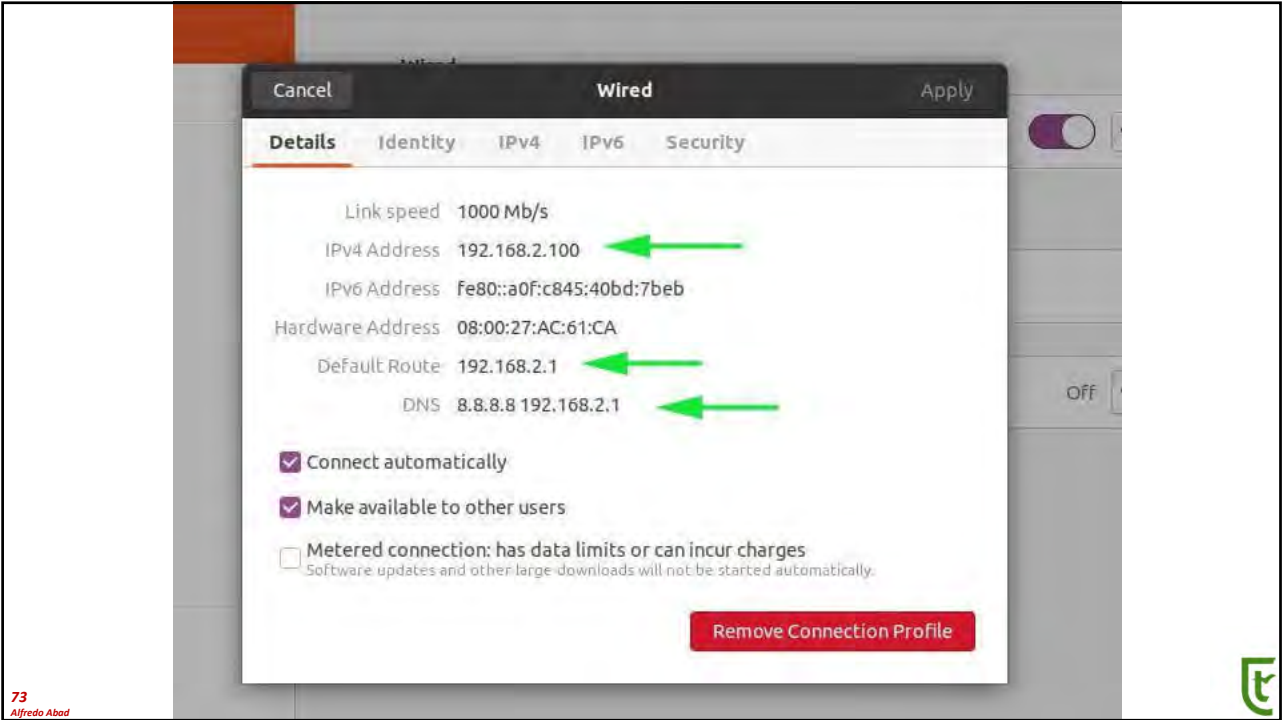 Wired
Cancel Wired Apply
Details Identity IPv4 IPv6 Security
Link speed 1000 Mb/s
IPv4 Address 192.168.2.100
IPv6 Address fe80::a0f:c845:40bd:7beb
Hardware Address 08:00:27:AC:61:CA
Default Route 192.168.2.1
DNS 8.8.8.8 192.168.2.1
Off
Connect automatically
Make available to other users
Metered connection: has data limits or can incur charges
Software updates and other large downloads will not be started automatically.
Remove Connection Profile
73
Alfredo Abad